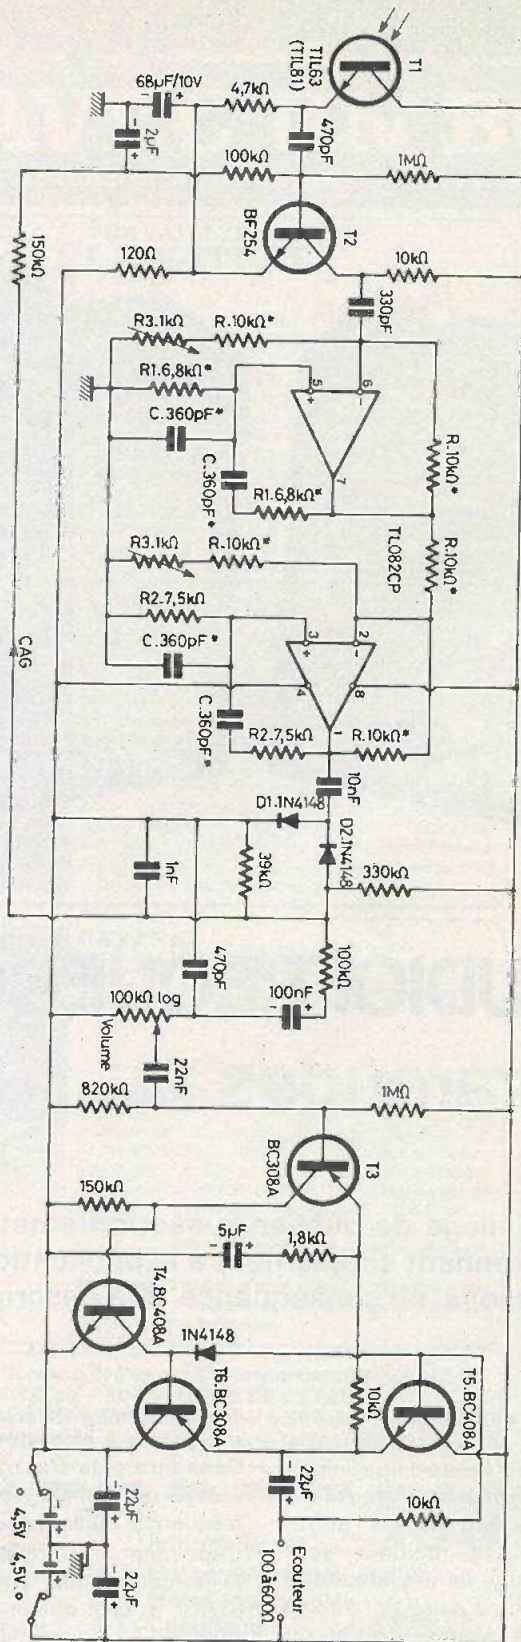 T1
TIL63
(TIL81)
68µF/10V
4,7kΩ
470pF
2µF
100kΩ
1MΩ
T2
BF254
150kΩ
120Ω
10kΩ
330pF
R3.1kΩ
R.10kΩ*
R1.6,8kΩ*
C.360pF*
5
6
7
R.10kΩ*
C.360pF*
R1.6,8kΩ*
TL082CP
R.10kΩ*
R3.1kΩ
R.10kΩ*
R2.7,5kΩ
C.360pF*
3
2
4
8
1
CAG
C.360pF*
R2.7,5kΩ
R.10kΩ*
10nF
D1.1N4148
D2.1N4148
1nF
39kΩ
330kΩ
470pF
100kΩ
100nF
100kΩ log
Volume
22nF
820kΩ
1MΩ
T3
BC308A
150kΩ
5µF
1,8kΩ
T4.BC408A
1N4148
10kΩ
T5.BC408A
T6.BC308A
22µF
10kΩ
22µF
22µF
Ecouteur
100 à 600Ω
4,5V
4,5V